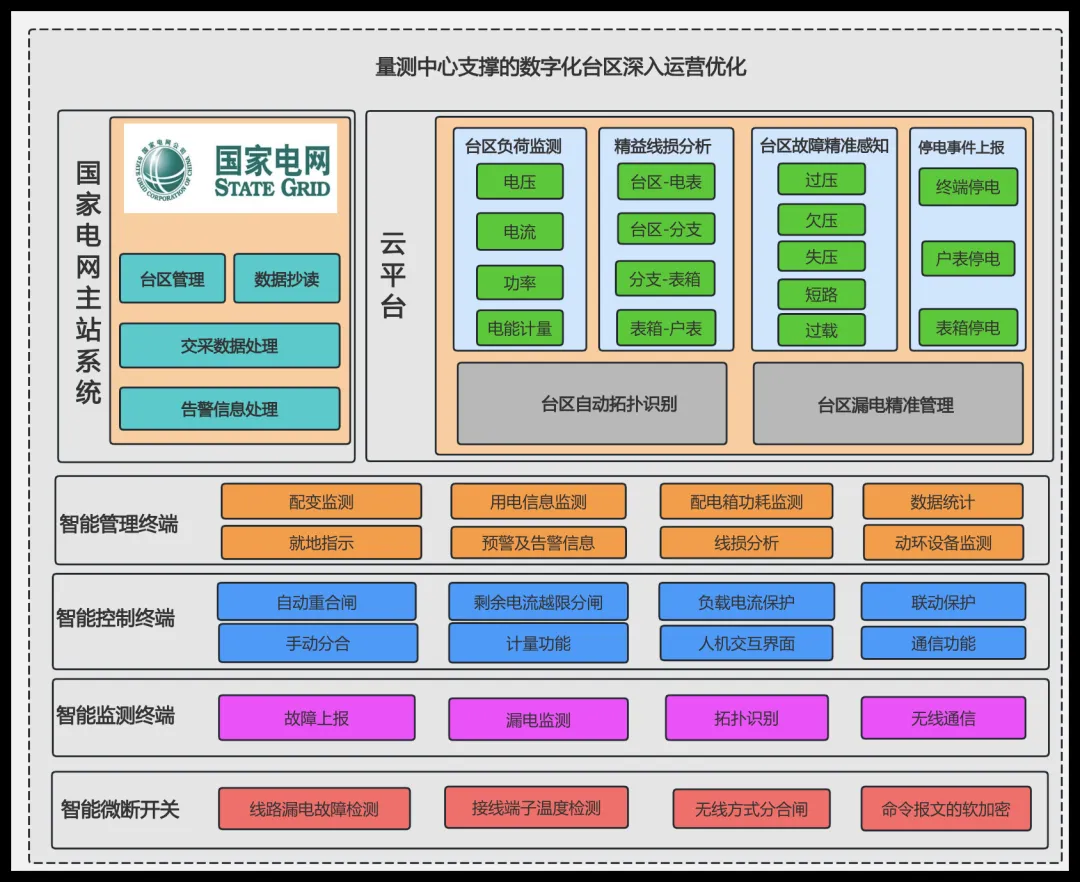 量测中心支撑的数字化台区深入运营优化
国家电网主站系统
国家电网
STATE GRID
国家电网公司
STATE GRID CORPORATION OF CHINA
台区管理
数据抄读
交采数据处理
告警信息处理
云平台
台区负荷监测
电压
电流
功率
电能计量
精益线损分析
台区-电表
台区-分支
分支-表箱
表箱-户表
台区故障精准感知
过压
欠压
失压
短路
过载
停电事件上报
终端停电
户表停电
表箱停电
台区自动拓扑识别
台区漏电精准管理
智能管理终端
配变监测
用电信息监测
配电箱功耗监测
数据统计
就地指示
预警及告警信息
线损分析
动环设备监测
智能控制终端
自动重合闸
剩余电流越限分闸
负载电流保护
联动保护
手动分合
计量功能
人机交互界面
通信功能
智能监测终端
故障上报
漏电监测
拓扑识别
无线通信
智能微断开关
线路漏电故障检测
接线端子温度检测
无线方式分合闸
命令报文的软加密